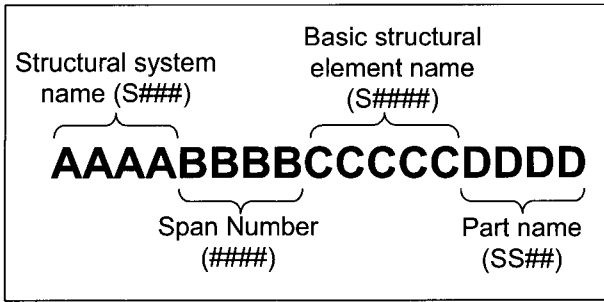 Structural system
name (S###)
Basic structural
element name
(S####)
AAAABBBBCCCCCDDDD
Span Number
(####)
Part name
(SS##)